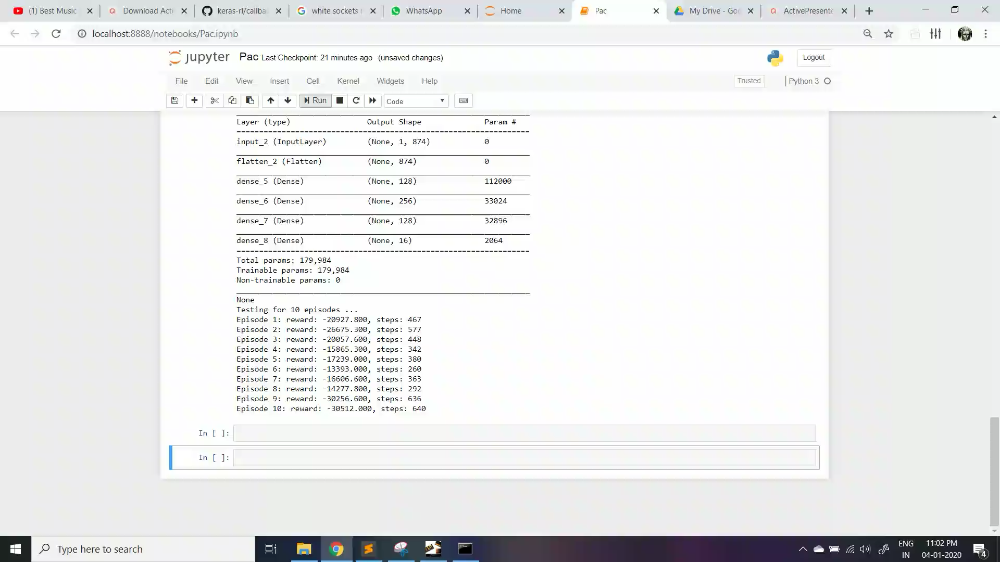 (1) Best Music
Download Acti
keras-rl/callba
white sockets r
WhatsApp
Home
Pac
My Drive - Goo
ActivePresente
localhost:8888/notebooks/Pac.ipynb
jupyter Pac Last Checkpoint: 21 minutes ago (unsaved changes)
Logout
File Edit View Insert Cell Kernel Widgets Help
Trusted
Python 3
Run
Code
Layer (type) Output Shape Param #
=================================================================
input_2 (InputLayer) (None, 1, 874) 0
flatten_2 (Flatten) (None, 874) 0
dense_5 (Dense) (None, 128) 112000
dense_6 (Dense) (None, 256) 33024
dense_7 (Dense) (None, 128) 32896
dense_8 (Dense) (None, 16) 2064
=================================================================
Total params: 179,984
Trainable params: 179,984
Non-trainable params: 0
None
Testing for 10 episodes ...
Episode 1: reward: -20927.800, steps: 467
Episode 2: reward: -26675.300, steps: 577
Episode 3: reward: -20057.600, steps: 448
Episode 4: reward: -15865.300, steps: 342
Episode 5: reward: -17239.000, steps: 380
Episode 6: reward: -13393.000, steps: 260
Episode 7: reward: -16606.600, steps: 363
Episode 8: reward: -14277.800, steps: 292
Episode 9: reward: -30256.600, steps: 636
Episode 10: reward: -30512.000, steps: 640
In [ ]:
In [ ]:
Type here to search
ENG
IN
11:02 PM
04-01-2020
4